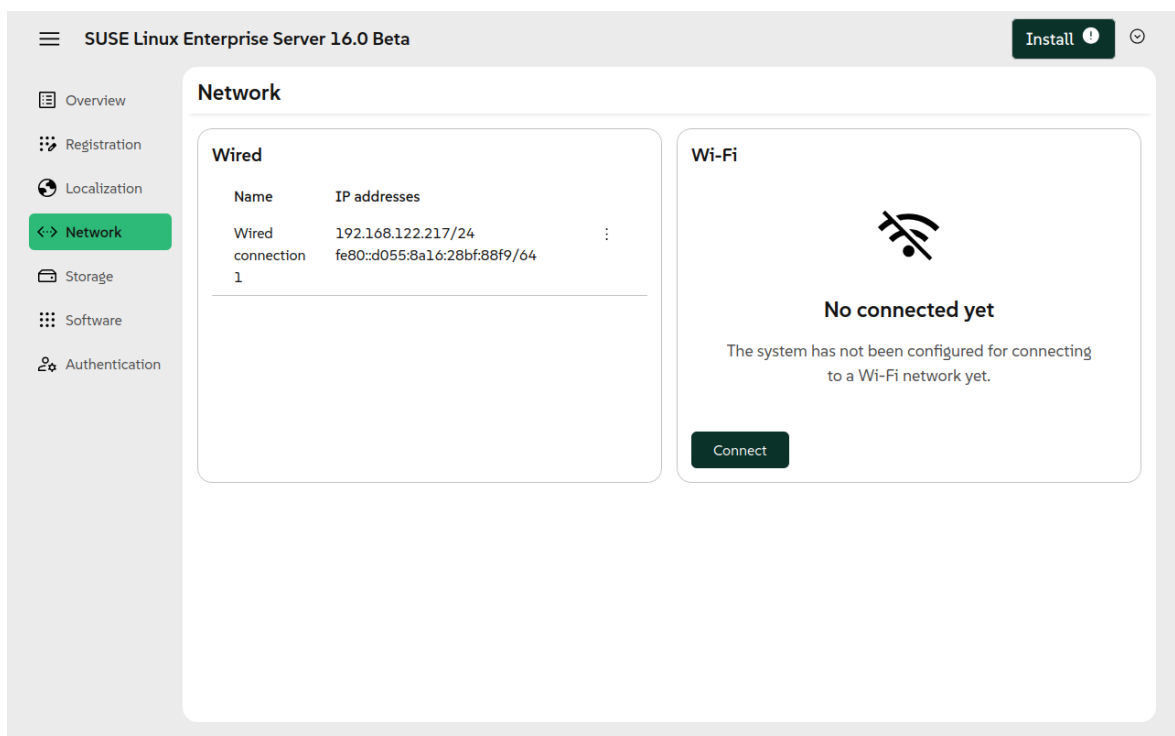 SUSE Linux Enterprise Server 16.0 Beta
Install
Overview
Registration
Localization
Network
Storage
Software
Authentication
Network
Wired
Name IP addresses
Wired 192.168.122.217/24
connection fe80::d055:8a16:28bf:88f9/64
1
Wi-Fi
No connected yet
The system has not been configured for connecting
to a Wi-Fi network yet.
Connect